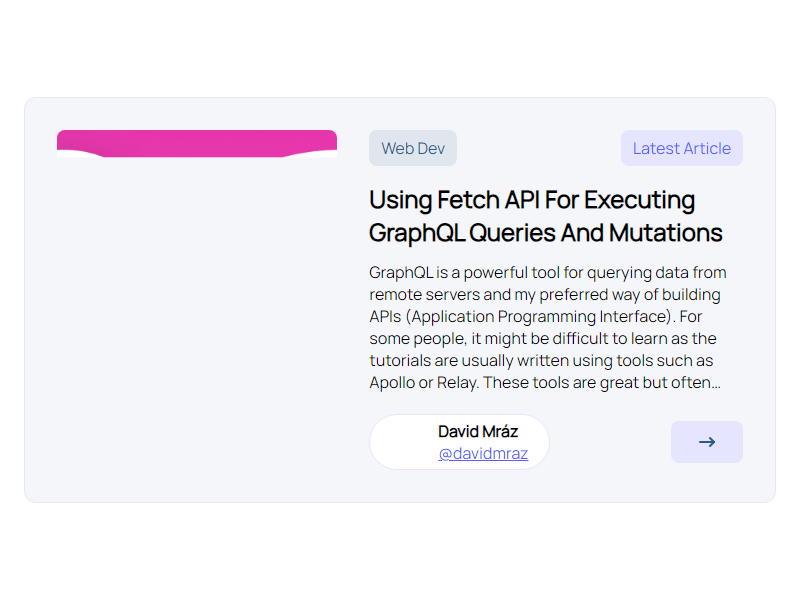 Web Dev
Latest Article
Using Fetch API For Executing
GraphQL Queries And Mutations
GraphQL is a powerful tool for querying data from
remote servers and my preferred way of building
APIs (Application Programming Interface). For
some people, it might be difficult to learn as the
tutorials are usually written using tools such as
Apollo or Relay. These tools are great but often...
David Mráz
@davidmraz